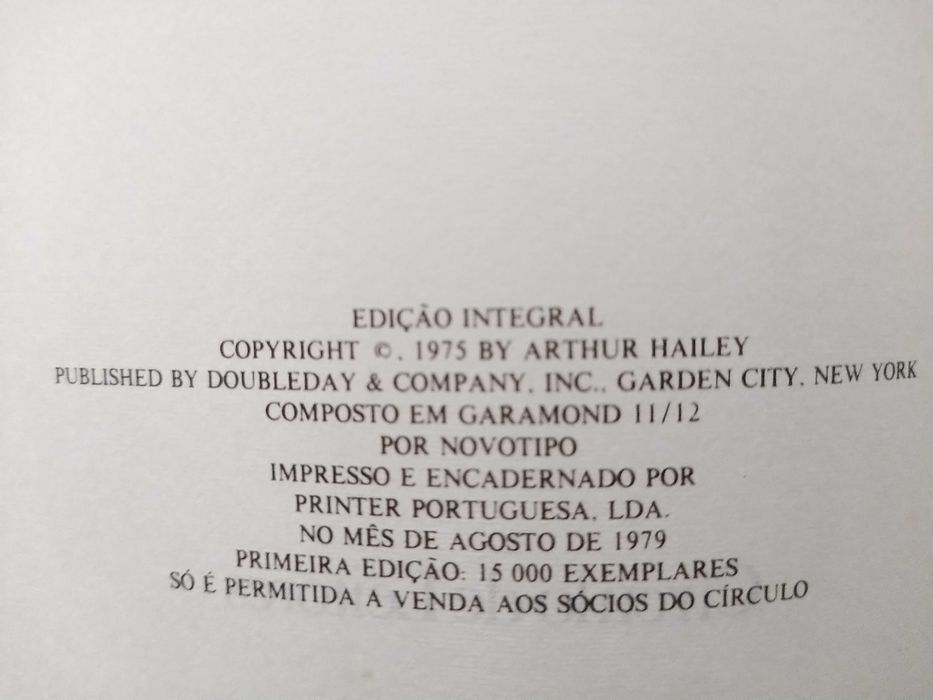 EDIÇÃO INTEGRAL
COPYRIGHT ©, 1975 BY ARTHUR HAILEY
PUBLISHED BY DOUBLEDAY & COMPANY, INC., GARDEN CITY, NEW YORK
COMPOSTO EM GARAMOND 11/12
POR NOVOTIPO
IMPRESSO E ENCADERNADO POR
PRINTER PORTUGUESA, LDA.
NO MÊS DE AGOSTO DE 1979
PRIMEIRA EDIÇÃO: 15 000 EXEMPLARES
SÓ É PERMITIDA A VENDA AOS SÓCIOS DO CÍRCULO